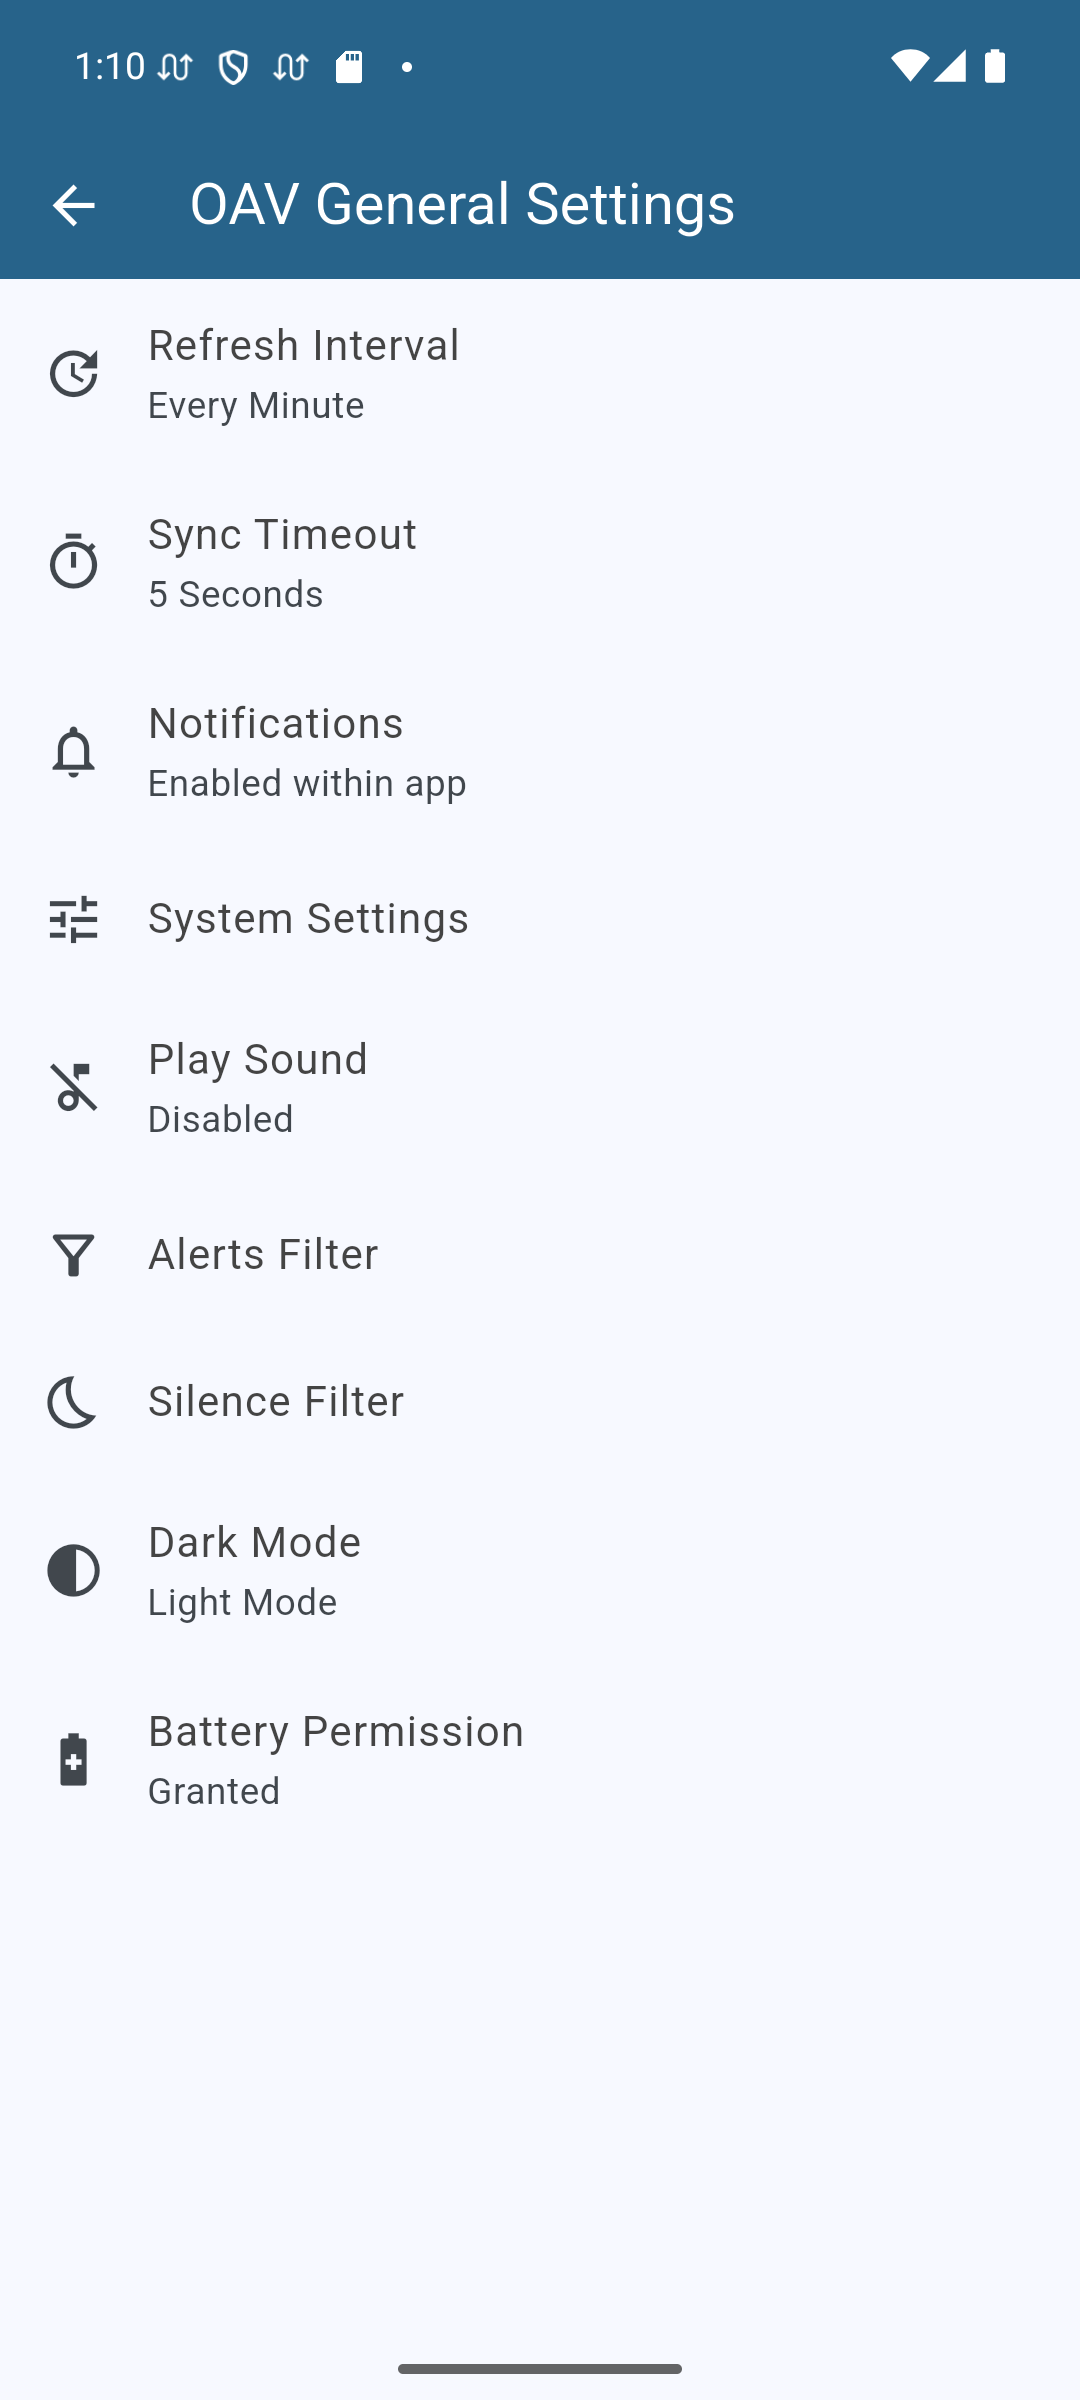 1:10
OAV General Settings
Refresh Interval
Every Minute
Sync Timeout
5 Seconds
Notifications
Enabled within app
System Settings
Play Sound
Disabled
Alerts Filter
Silence Filter
Dark Mode
Light Mode
Battery Permission
Granted